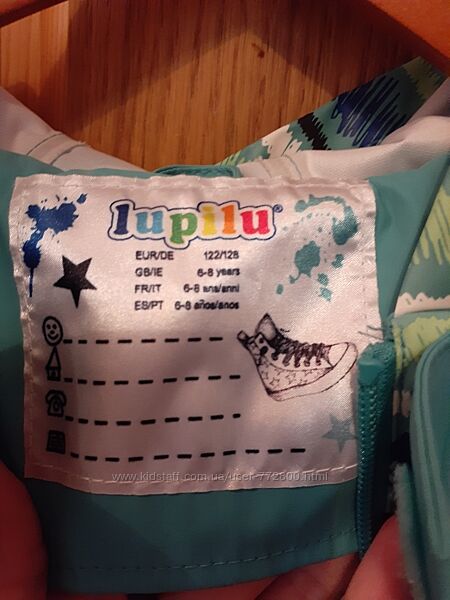 lupilu®
EUR/DE 122/128
GB/IE 6-8 years
FR/IT 6-8 ans/anni
ES/PT 6-8 años/anos
www.kidstaff.com.ua/user-772800.html